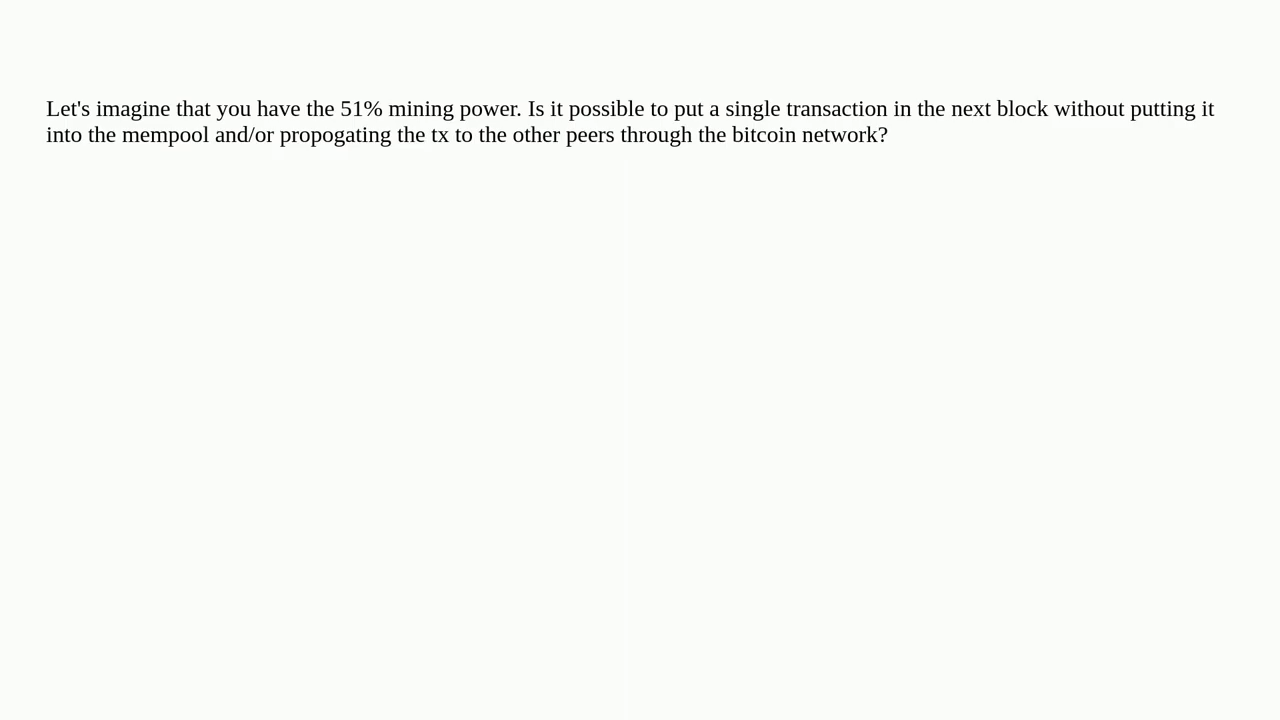 Let's imagine that you have the 51% mining power. Is it possible to put a single transaction in the next block without putting it
into the mempool and/or propogating the tx to the other peers through the bitcoin network?